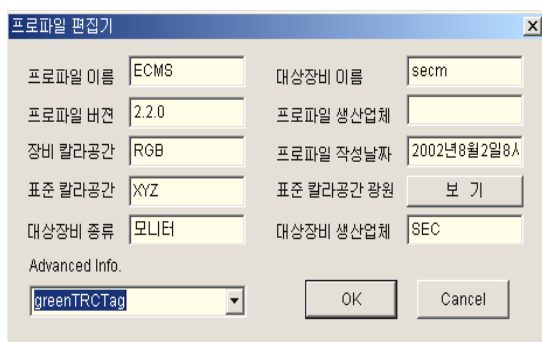 프로파일 편집기
프로파일 이름 ECMS 대상장비 이름 secm
프로파일 버젼 2.2.0 프로파일 생산업체
장비 칼라공간 RGB 프로파일 작성날짜 2002년8월2일8시
표준 칼라공간 XYZ 표준 칼라공간 광원 보 기
대상장비 종류 모니터 대상장비 생산업체 SEC
Advanced Info.
greenTRCTag OK Cancel